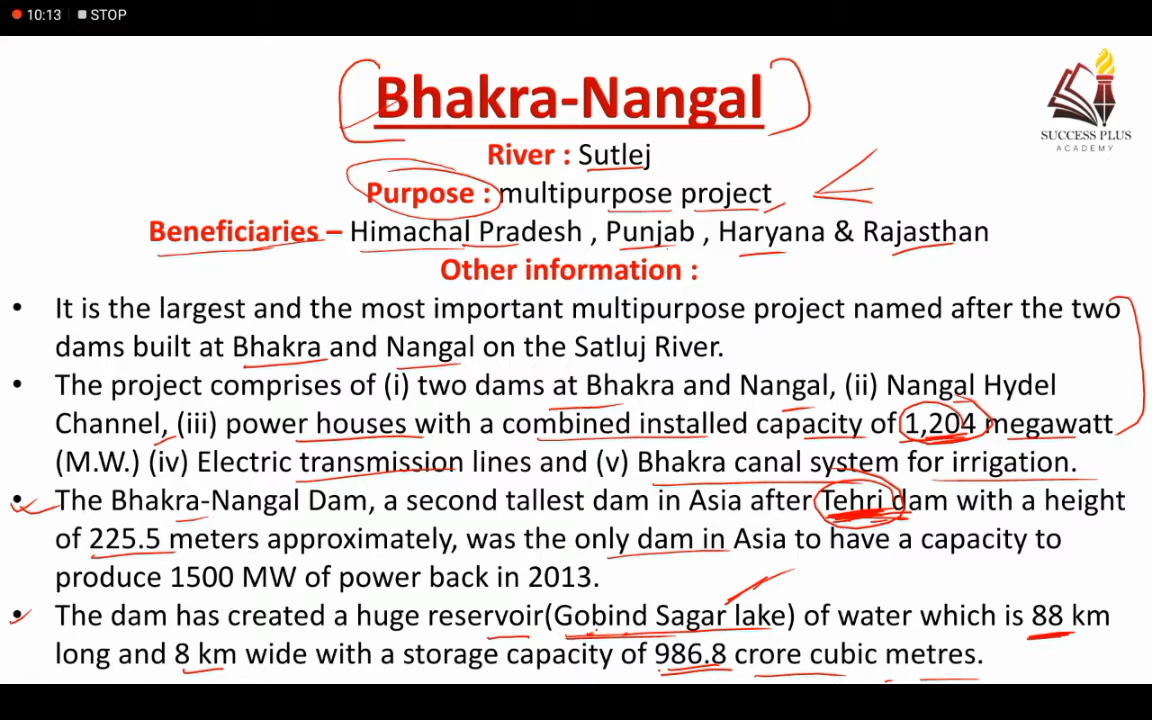 10:13 STOP
Bhakra-Nangal
SUCCESS PLUS
ACADEMY
River : Sutlej
Purpose : multipurpose project
Beneficiaries – Himachal Pradesh , Punjab , Haryana & Rajasthan
Other information :
• It is the largest and the most important multipurpose project named after the two
dams built at Bhakra and Nangal on the Satluj River.
• The project comprises of (i) two dams at Bhakra and Nangal, (ii) Nangal Hydel
Channel, (iii) power houses with a combined installed capacity of 1,204 megawatt
(M.W.) (iv) Electric transmission lines and (v) Bhakra canal system for irrigation.
• The Bhakra-Nangal Dam, a second tallest dam in Asia after Tehri dam with a height
of 225.5 meters approximately, was the only dam in Asia to have a capacity to
produce 1500 MW of power back in 2013.
• The dam has created a huge reservoir(Gobind Sagar lake) of water which is 88 km
long and 8 km wide with a storage capacity of 986.8 crore cubic metres.